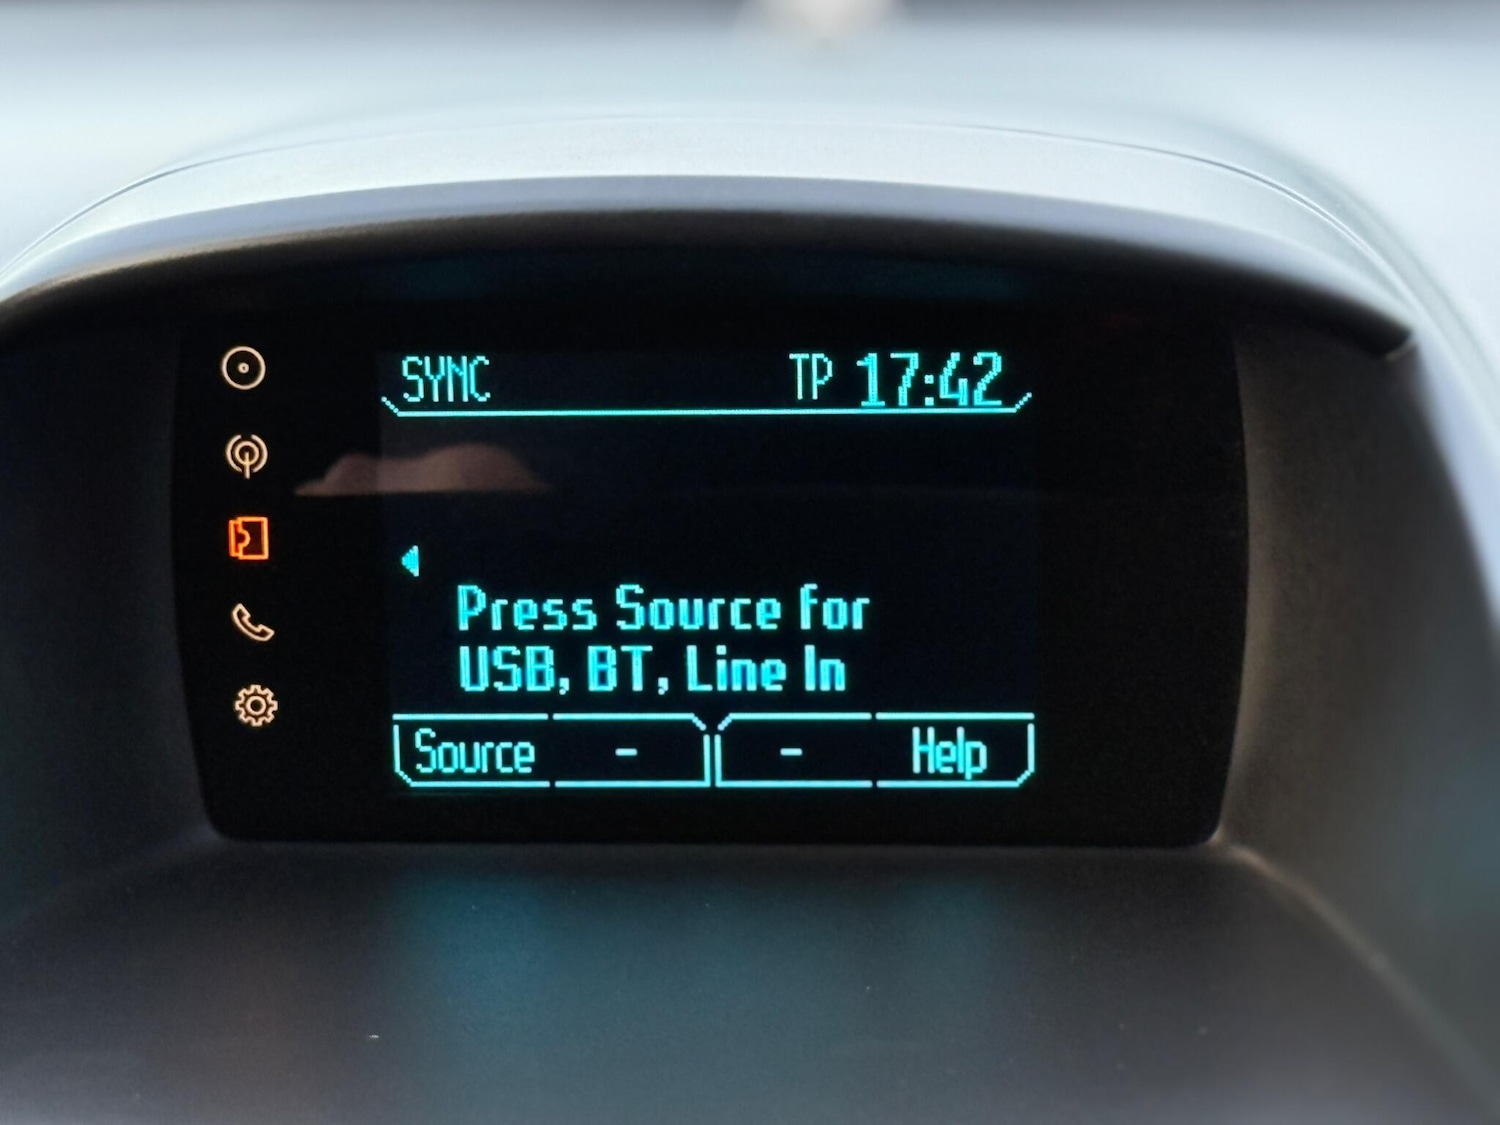 SYNC TP 17:42
Press Source for
USB, BT, Line In
Source - - Help